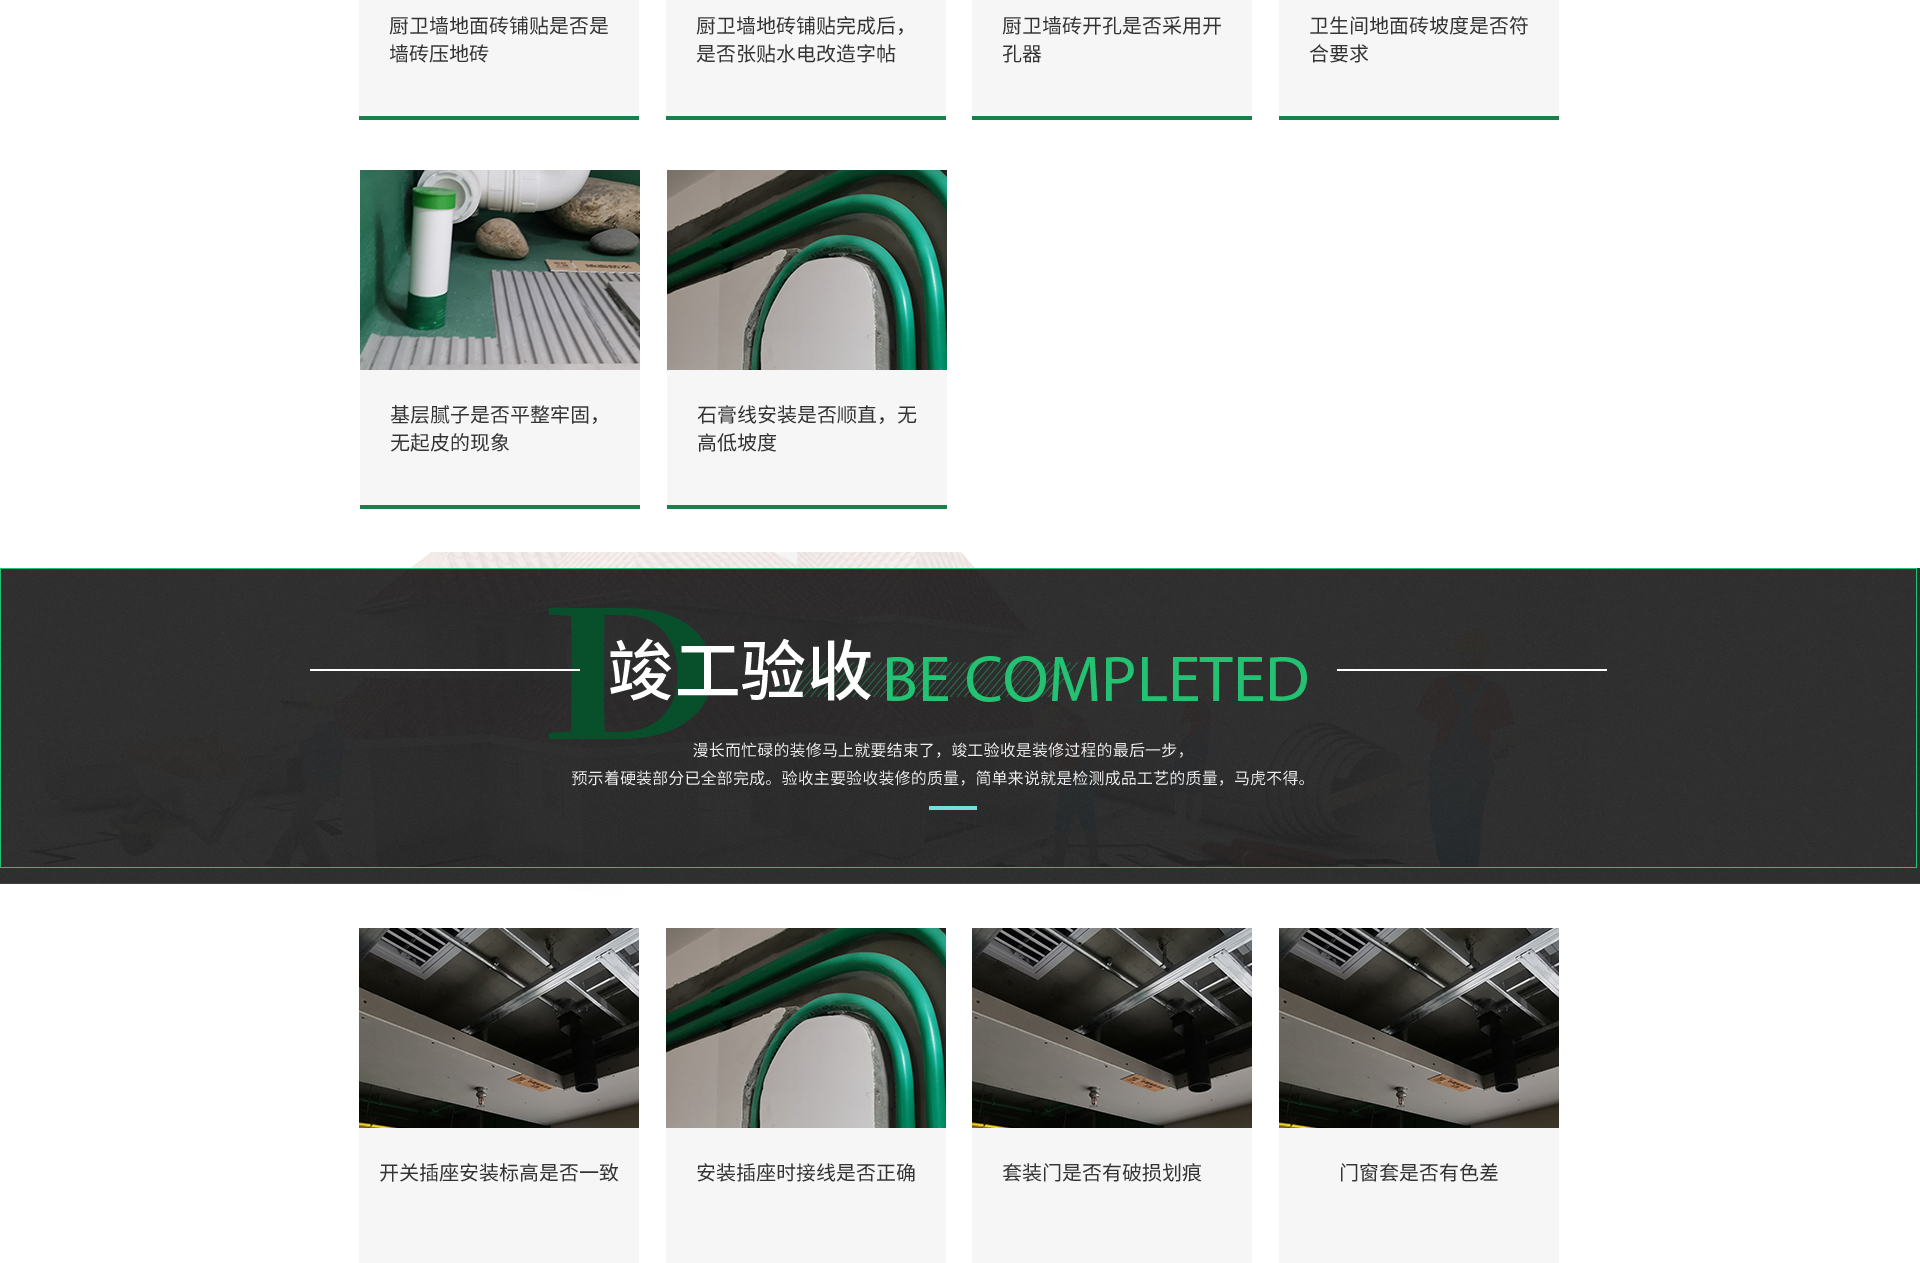 厨卫墙地面砖铺贴是否是
墙砖压地砖
厨卫墙地砖铺贴完成后，
是否张贴水电改造字帖
厨卫墙砖开孔是否采用开
孔器
卫生间地面砖坡度是否符
合要求
基层腻子是否平整牢固，
无起皮的现象
石膏线安装是否顺直，无
高低坡度
D
竣工验收 BE COMPLETED
漫长而忙碌的装修马上就要结束了，竣工验收是装修过程的最后一步，
预示着硬装部分已全部完成。验收主要验收装修的质量，简单来说就是检测成品工艺的质量，马虎不得。
开关插座安装标高是否一致
安装插座时接线是否正确
套装门是否有破损划痕
门窗套是否有色差